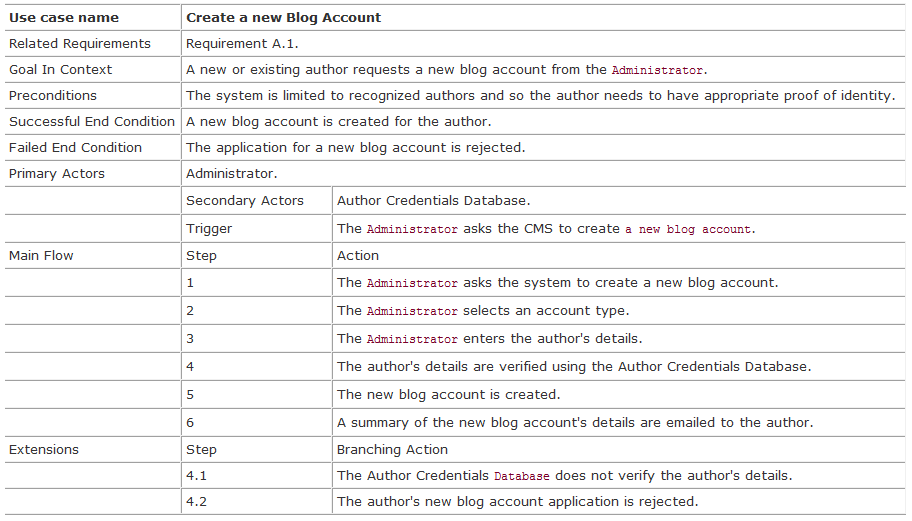 Use case name Create a new Blog Account
Related Requirements Requirement A.1.
Goal In Context A new or existing author requests a new blog account from the Administrator.
Preconditions The system is limited to recognized authors and so the author needs to have appropriate proof of identity.
Successful End Condition A new blog account is created for the author.
Failed End Condition The application for a new blog account is rejected.
Primary Actors Administrator.
Secondary Actors Author Credentials Database.
Trigger The Administrator asks the CMS to create a new blog account.
Main Flow Step Action
1 The Administrator asks the system to create a new blog account.
2 The Administrator selects an account type.
3 The Administrator enters the author's details.
4 The author's details are verified using the Author Credentials Database.
5 The new blog account is created.
6 A summary of the new blog account's details are emailed to the author.
Extensions Step Branching Action
4.1 The Author Credentials Database does not verify the author's details.
4.2 The author's new blog account application is rejected.